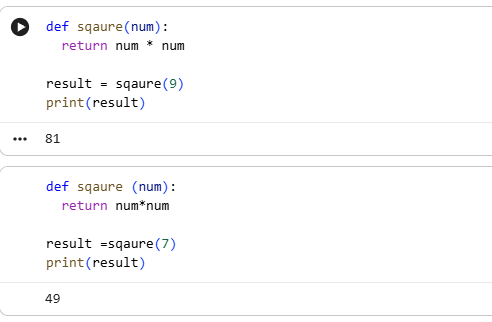 def sqaure(num):
  return num * num
result = sqaure(9)
print(result)
81
def sqaure (num):
  return num*num
result =sqaure(7)
print(result)
49